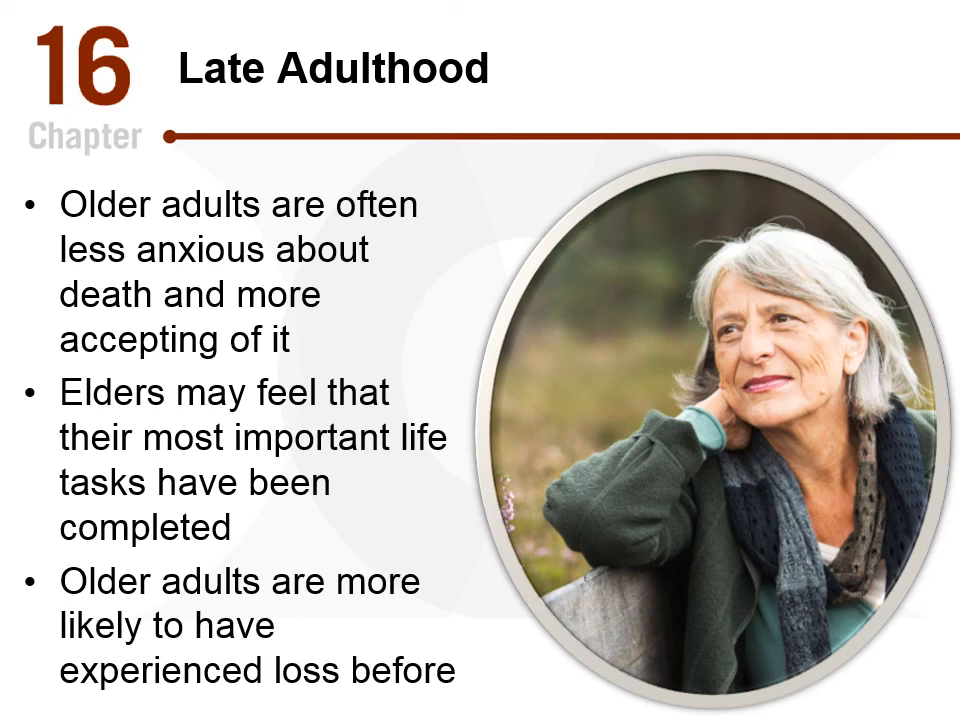 16
Chapter
Late Adulthood
• Older adults are often
less anxious about
death and more
accepting of it
• Elders may feel that
their most important life
tasks have been
completed
• Older adults are more
likely to have
experienced loss before